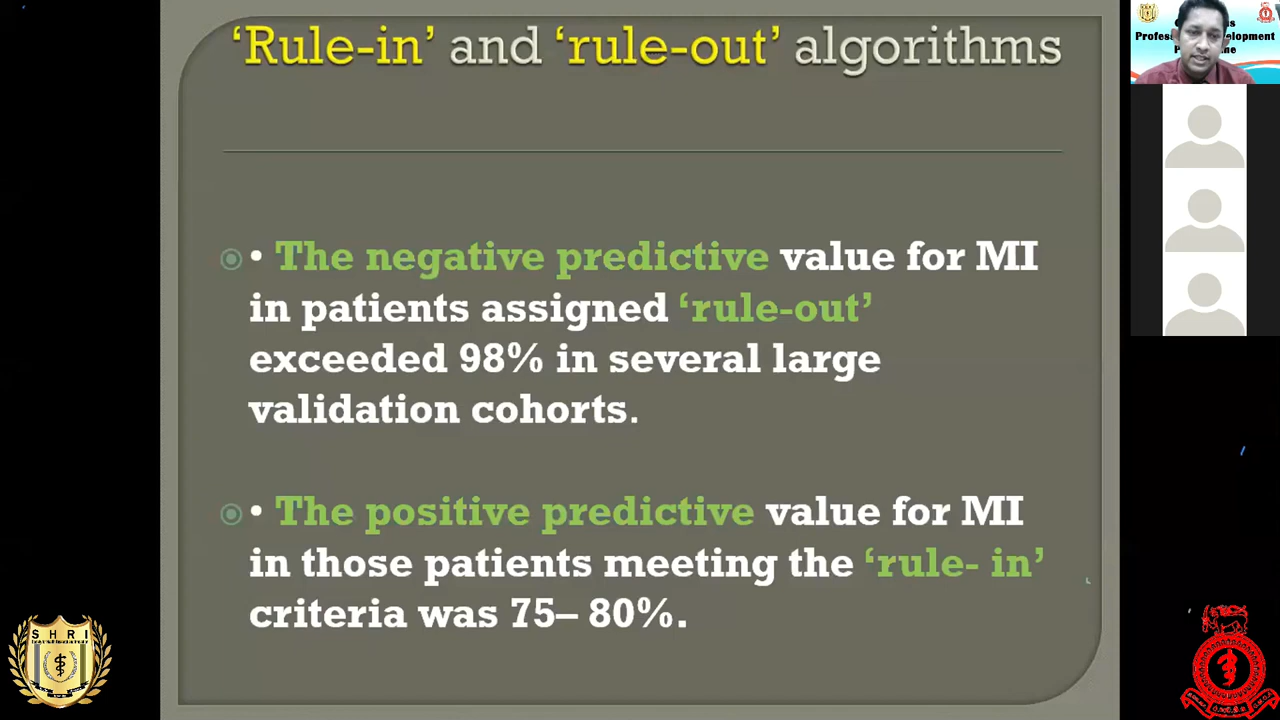 ‘Rule-in’ and ‘rule-out’ algorithms
• The negative predictive value for MI
in patients assigned ‘rule-out’
exceeded 98% in several large
validation cohorts.
• The positive predictive value for MI
in those patients meeting the ‘rule- in’
criteria was 75– 80%.
S H R I